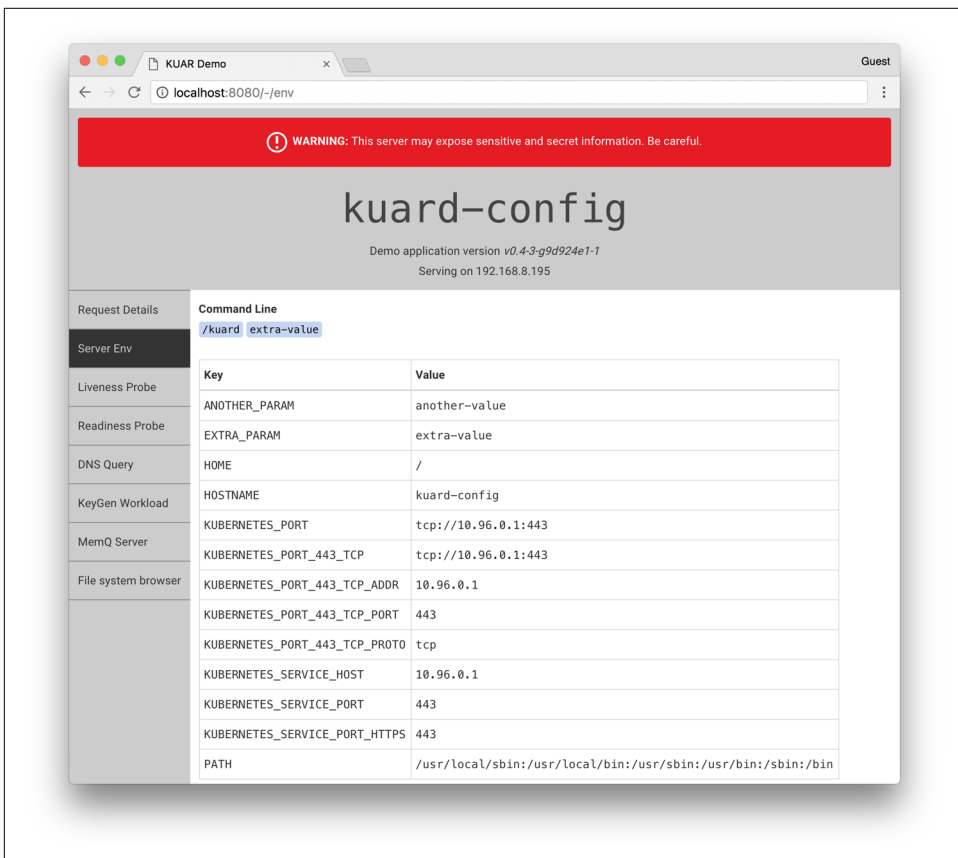 KUAR Demo
Guest
localhost:8080/-/env
WARNING: This server may expose sensitive and secret information. Be careful.
kuard-config
Demo application version v0.4-3-g9d924e1-1
Serving on 192.168.8.195
Request Details
Server Env
Liveness Probe
Readiness Probe
DNS Query
KeyGen Workload
MemQ Server
File system browser
Command Line
/kuard extra-value
Key Value
ANOTHER_PARAM another-value
EXTRA_PARAM extra-value
HOME /
HOSTNAME kuard-config
KUBERNETES_PORT tcp://10.96.0.1:443
KUBERNETES_PORT_443_TCP tcp://10.96.0.1:443
KUBERNETES_PORT_443_TCP_ADDR 10.96.0.1
KUBERNETES_PORT_443_TCP_PORT 443
KUBERNETES_PORT_443_TCP_PROTO tcp
KUBERNETES_SERVICE_HOST 10.96.0.1
KUBERNETES_SERVICE_PORT 443
KUBERNETES_SERVICE_PORT_HTTPS 443
PATH /usr/local/sbin:/usr/local/bin:/usr/sbin:/usr/bin:/sbin:/bin